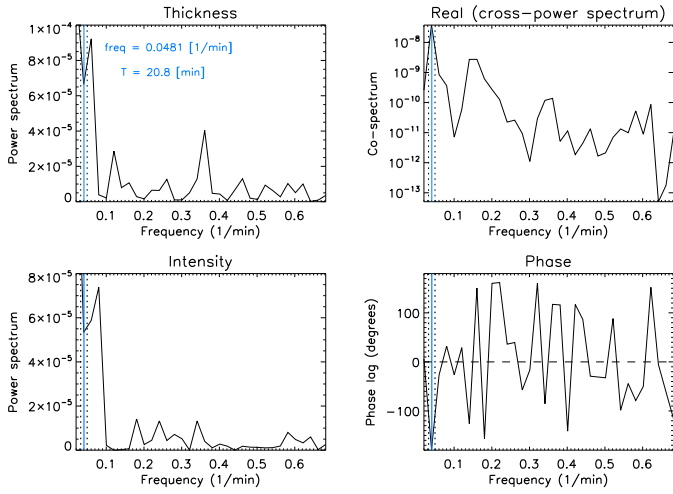 Thickness
Power spectrum
1×10⁻⁴
8×10⁻⁵
6×10⁻⁵
4×10⁻⁵
2×10⁻⁵
0
freq = 0.0481 [1/min]
T = 20.8 [min]
0.1 0.2 0.3 0.4 0.5 0.6
Frequency (1/min)
Real (cross-power spectrum)
Co-spectrum
10⁻⁸
10⁻⁹
10⁻¹⁰
10⁻¹¹
10⁻¹²
10⁻¹³
0.1 0.2 0.3 0.4 0.5 0.6
Frequency (1/min)
Intensity
Power spectrum
8×10⁻⁵
6×10⁻⁵
4×10⁻⁵
2×10⁻⁵
0
0.1 0.2 0.3 0.4 0.5 0.6
Frequency (1/min)
Phase
Phase lag (degrees)
100
0
-100
0.1 0.2 0.3 0.4 0.5 0.6
Frequency (1/min)